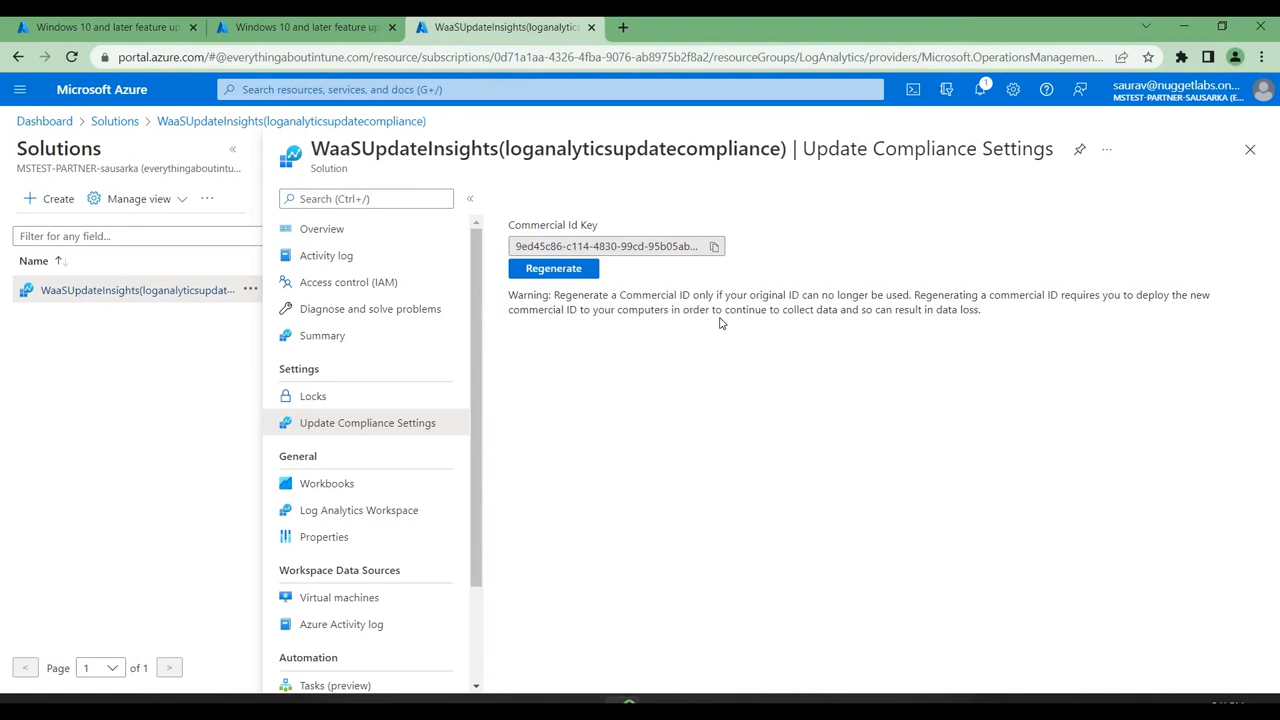 Windows 10 and later feature up
Windows 10 and later feature up
WaaSUpdateInsights(loganalytics
portal.azure.com/#@everythingaboutintune.com/resource/subscriptions/0d71a1aa-4326-4fba-9076-ab8975b2f8a2/resourceGroups/LogAnalytics/providers/Microsoft.OperationsManagemen...
Microsoft Azure
Search resources, services, and docs (G+/)
1
saurav@nuggetlabs.on...
MSTEST-PARTNER-SAUSARKA (E...
Dashboard > Solutions > WaaSUpdateInsights(loganalyticsupdatecompliance)
Solutions
MSTEST-PARTNER-sausarka (everythingaboutintu...
+ Create
Manage view
...
Filter for any field...
Name ↑↓
WaaSUpdateInsights(loganalyticsupdat...
...
Page 1 of 1
WaaSUpdateInsights(loganalyticsupdatecompliance) | Update Compliance Settings
...
Solution
Search (Ctrl+/)
Overview
Activity log
Access control (IAM)
Diagnose and solve problems
Summary
Settings
Locks
Update Compliance Settings
General
Workbooks
Log Analytics Workspace
Properties
Workspace Data Sources
Virtual machines
Azure Activity log
Automation
Tasks (preview)
Commercial Id Key
9ed45c86-c114-4830-99cd-95b05ab...
Regenerate
Warning: Regenerate a Commercial ID only if your original ID can no longer be used. Regenerating a commercial ID requires you to deploy the new
commercial ID to your computers in order to continue to collect data and so can result in data loss.